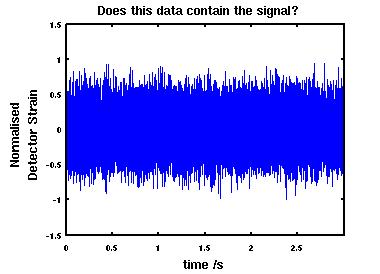 Does this data contain the signal?
1.5
1
0.5
0
-0.5
-1
-1.5
Normalised
Detector Strain
0 0.5 1 1.5 2 2.5
time /s